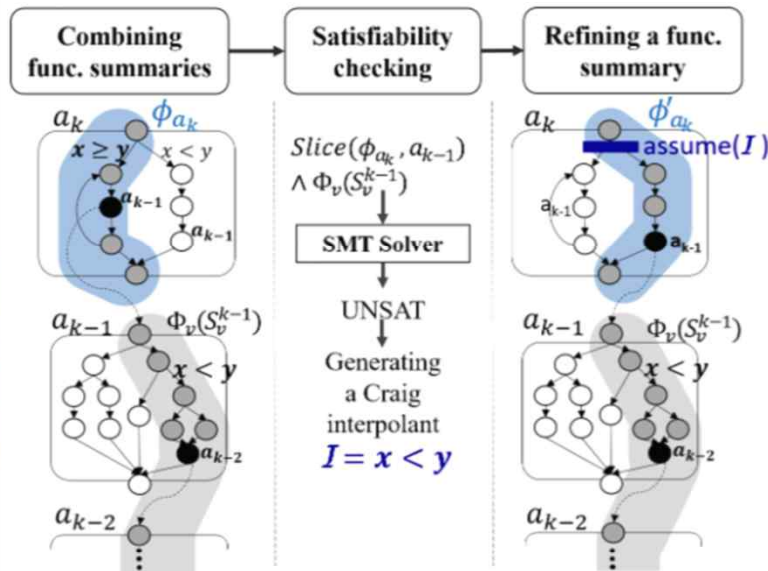 Combining
func. summaries
Satisfiability
checking
Refining a func.
summary
a_k
ϕ_{a_k}
x ≥ y
x < y
a_{k-1}
a_{k-1}
a_{k-1}
Φ_v(S_v^{k-1})
x < y
a_{k-2}
a_{k-2}
Slice(ϕ_{a_k}, a_{k-1})
∧ Φ_v(S_v^{k-1})
SMT Solver
UNSAT
Generating
a Craig
interpolant
I = x < y
a_k
ϕ'_{a_k}
assume(I)
a_{k-1}
a_{k-1}
a_{k-1}
Φ_v(S_v^{k-1})
x < y
a_{k-2}
a_{k-2}